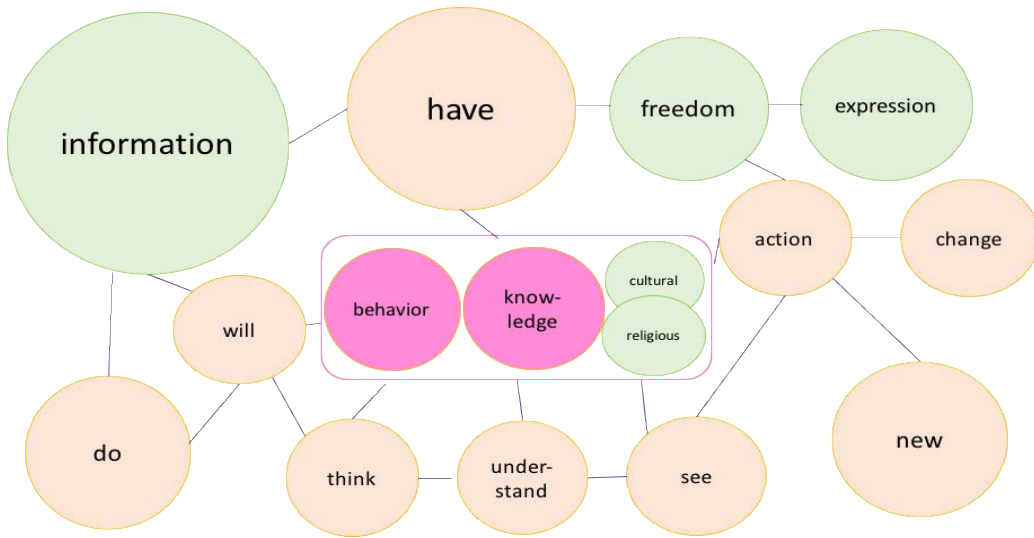 information
have
freedom
expression
action
change
behavior
know-
ledge
cultural
religious
will
do
think
under-
stand
see
new